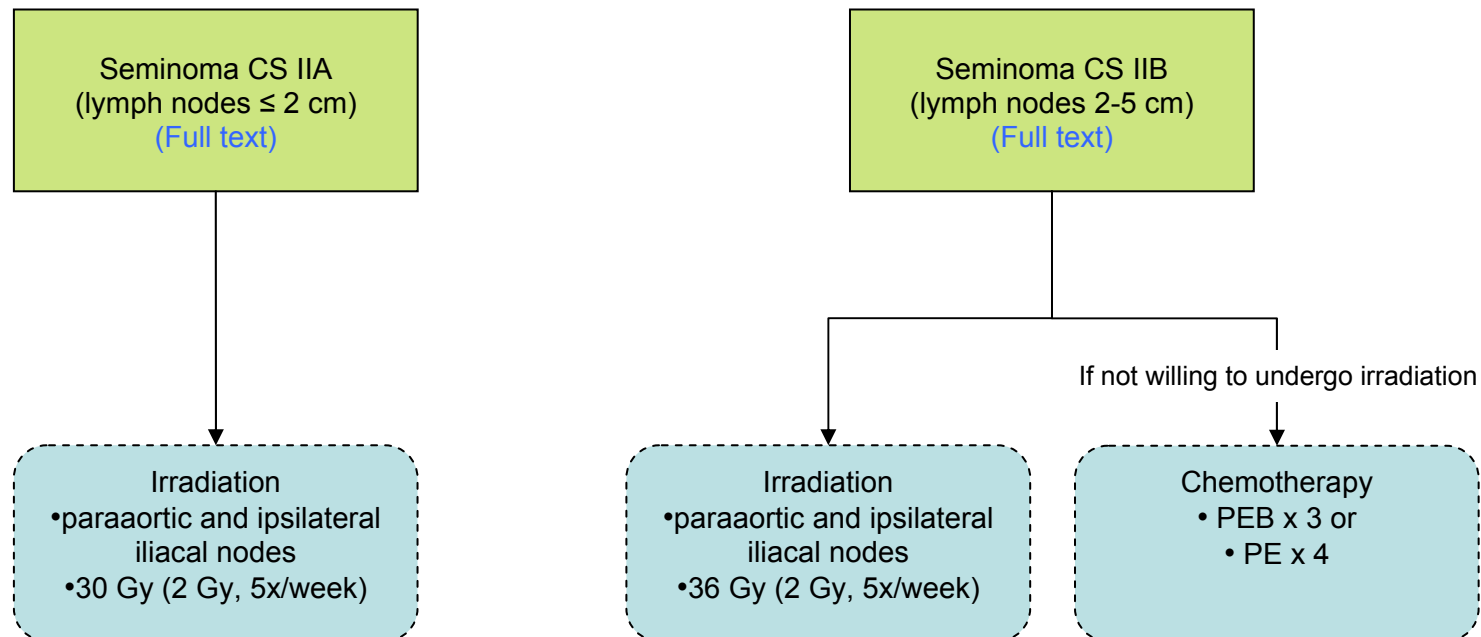 Seminoma CS IIA
(lymph nodes ≤ 2 cm)
(Full text)
Seminoma CS IIB
(lymph nodes 2-5 cm)
(Full text)
If not willing to undergo irradiation
Irradiation
•paraaortic and ipsilateral
iliacal nodes
•30 Gy (2 Gy, 5x/week)
Irradiation
•paraaortic and ipsilateral
iliacal nodes
•36 Gy (2 Gy, 5x/week)
Chemotherapy
• PEB x 3 or
• PE x 4